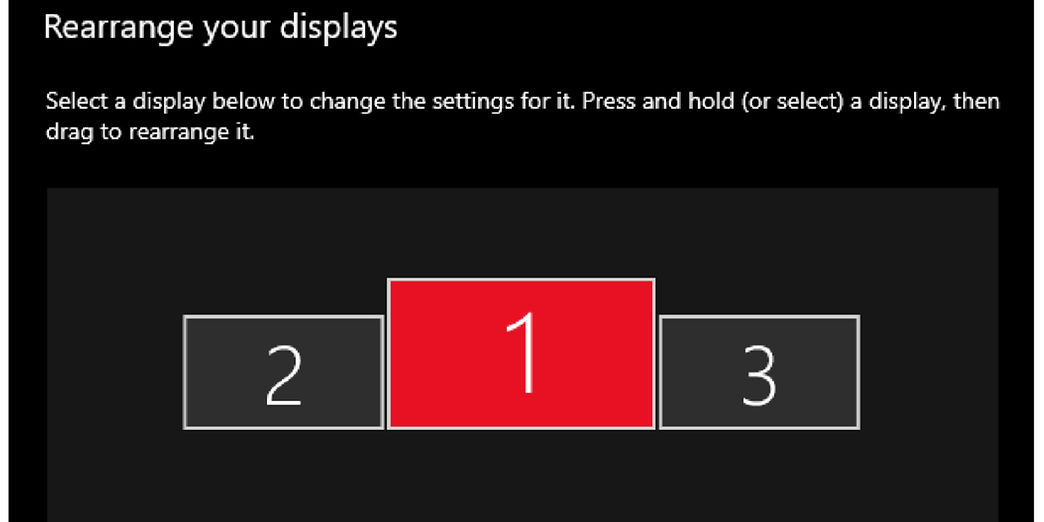 Rearrange your displays
Select a display below to change the settings for it. Press and hold (or select) a display, then
drag to rearrange it.
2 1 3